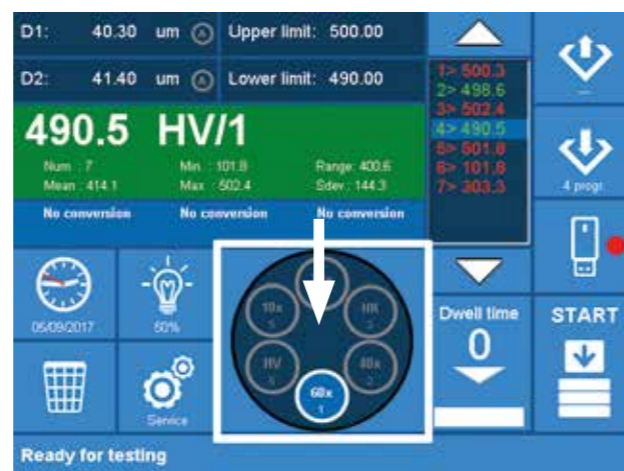 D1: 40.30 um A Upper limit: 500.00
D2: 41.40 um A Lower limit: 490.00
490.5 HV/1
Num : 7 Min : 101.8 Range: 400.6
Mean : 414.1 Max : 502.4 Sdev : 144.3
No conversion No conversion No conversion
1> 500.3
2> 498.6
3> 502.4
4> 490.5
5> 501.8
6> 101.8
7> 303.3
4 progr.
05/09/2017
50%
10x
HK
HV
40x
2
60x
1
Dwell time
0
START
Service
Ready for testing